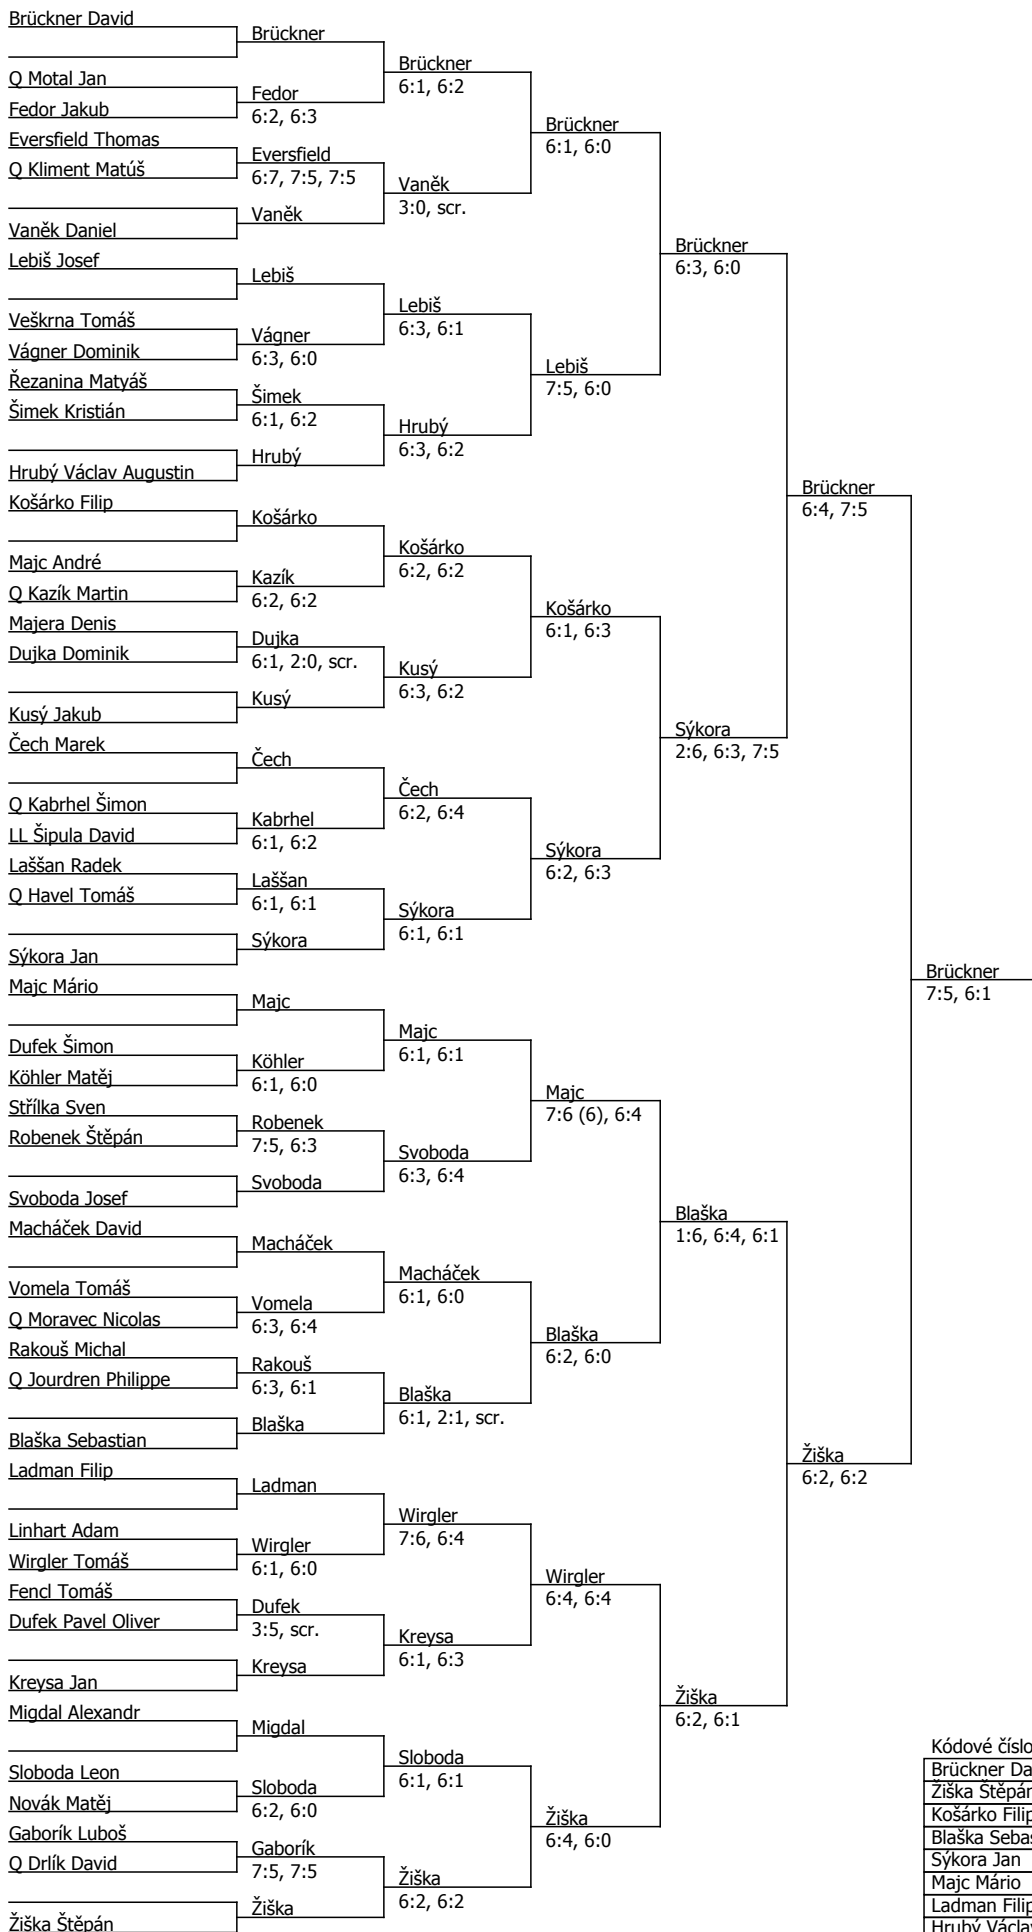 Brückner David
Q Motal Jan
Fedor Jakub
Eversfield Thomas
Q Kliment Matúš
Vaněk Daniel
Lebiš Josef
Veškrna Tomáš
Vágner Dominik
Řezanina Matyáš
Šimek Kristián
Hrubý Václav Augustin
Košárko Filip
Majc André
Q Kazík Martin
Majera Denis
Dujka Dominik
Kusý Jakub
Čech Marek
Q Kabrhel Šimon
LL Šipula David
Laššan Radek
Q Havel Tomáš
Sýkora Jan
Majc Mário
Dufek Šimon
Köhler Matěj
Střílka Sven
Robenek Štěpán
Svoboda Josef
Macháček David
Vomela Tomáš
Q Moravec Nicolas
Rakouš Michal
Q Jourdren Philippe
Blaška Sebastian
Ladman Filip
Linhart Adam
Wirgler Tomáš
Fencl Tomáš
Dufek Pavel Oliver
Kreysa Jan
Migdal Alexandr
Sloboda Leon
Novák Matěj
Gaborík Luboš
Q Drlík David
Žiška Štěpán
Brückner
Fedor
6:2, 6:3
Eversfield
6:7, 7:5, 7:5
Vaněk
Lebiš
Vágner
6:3, 6:0
Šimek
6:1, 6:2
Hrubý
Košárko
Kazík
6:2, 6:2
Dujka
6:1, 2:0, scr.
Kusý
Čech
Kabrhel
6:1, 6:2
Laššan
6:1, 6:1
Sýkora
Majc
Köhler
6:1, 6:0
Robenek
7:5, 6:3
Svoboda
Macháček
Vomela
6:3, 6:4
Rakouš
6:3, 6:1
Blaška
Ladman
Wirgler
6:1, 6:0
Dufek
3:5, scr.
Kreysa
Migdal
Sloboda
6:2, 6:0
Gaborík
7:5, 7:5
Žiška
Brückner
6:1, 6:2
Vaněk
3:0, scr.
Lebiš
6:3, 6:1
Hrubý
6:3, 6:2
Košárko
6:2, 6:2
Kusý
6:3, 6:2
Čech
6:2, 6:4
Sýkora
6:1, 6:1
Majc
6:1, 6:1
Svoboda
6:3, 6:4
Macháček
6:1, 6:0
Blaška
6:1, 2:1, scr.
Wirgler
7:6, 6:4
Kreysa
6:1, 6:3
Sloboda
6:1, 6:1
Žiška
6:2, 6:2
Brückner
6:1, 6:0
Lebiš
7:5, 6:0
Košárko
6:1, 6:3
Sýkora
6:2, 6:3
Majc
7:6 (6), 6:4
Blaška
6:2, 6:0
Wirgler
6:4, 6:4
Žiška
6:4, 6:0
Brückner
6:3, 6:0
Sýkora
2:6, 6:3, 7:5
Blaška
1:6, 6:4, 6:1
Žiška
6:2, 6:1
Brückner
6:4, 7:5
Žiška
6:2, 6:2
Brückner
7:5, 6:1
Kódové číslo
Brückner Da
Žiška Štěpán
Košárko Filip
Blaška Sebas
Sýkora Jan
Majc Mário
Ladman Filip
Hrubý Václav